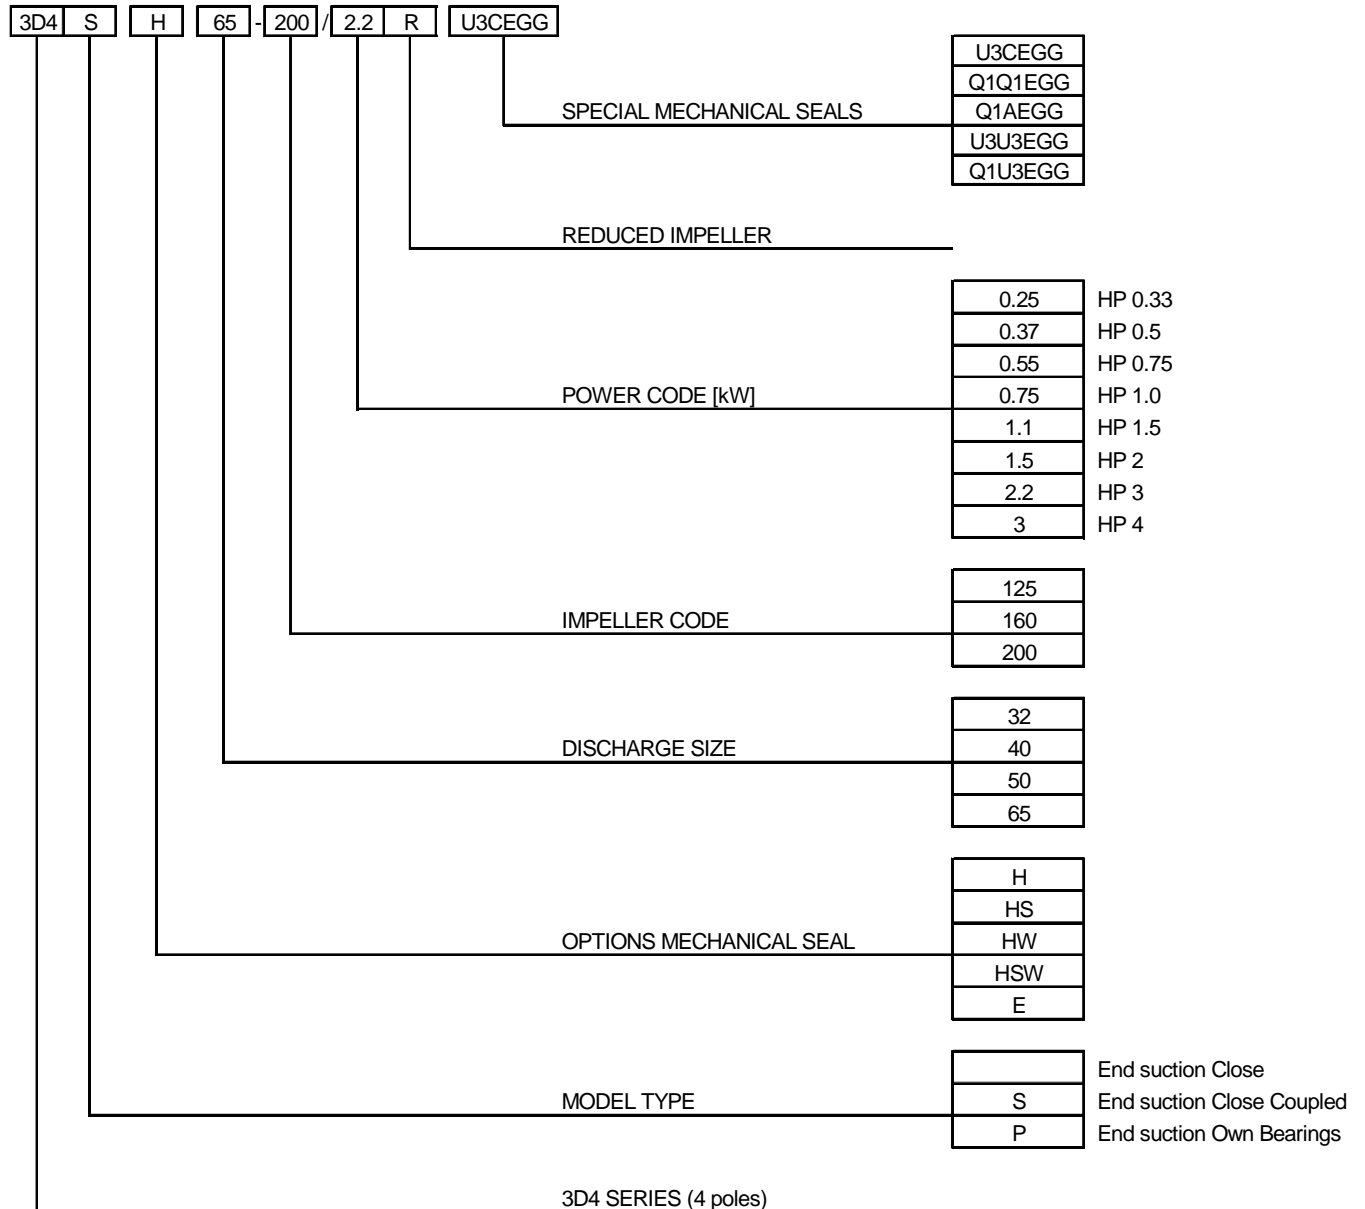 3D4 S H 65 - 200 / 2.2 R U3CEGG
U3CEGG
Q1Q1EGG
SPECIAL MECHANICAL SEALS Q1AEGG
U3U3EGG
Q1U3EGG
REDUCED IMPELLER
0.25 HP 0.33
0.37 HP 0.5
0.55 HP 0.75
POWER CODE [kW] 0.75 HP 1.0
1.1 HP 1.5
1.5 HP 2
2.2 HP 3
3 HP 4
125
IMPELLER CODE 160
200
32
DISCHARGE SIZE 40
50
65
H
HS
OPTIONS MECHANICAL SEAL HW
HSW
E
End suction Close
MODEL TYPE S End suction Close Coupled
P End suction Own Bearings
3D4 SERIES (4 poles)